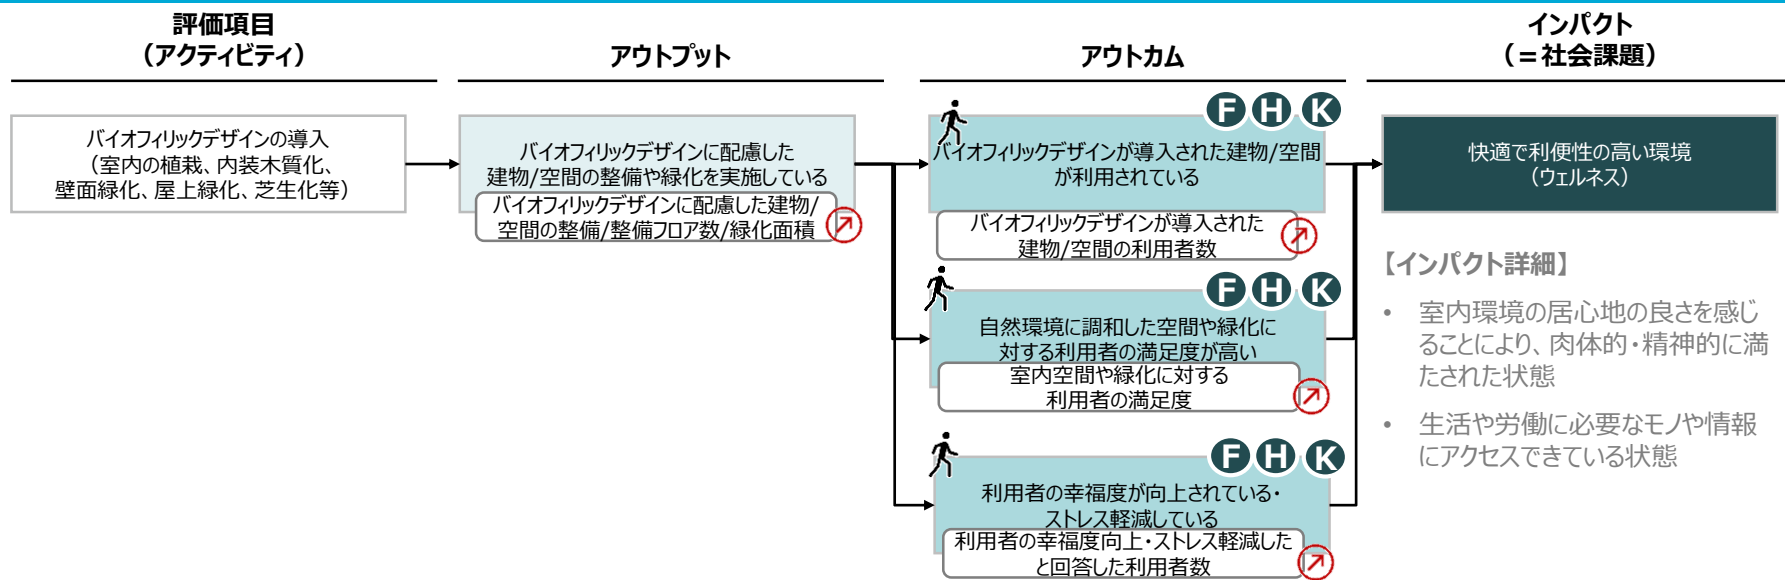 評価項目
（アクティビティ）
アウトプット
アウトカム
インパクト
（＝社会課題）
バイオフィリックデザインの導入
（室内の植栽、内装木質化、
壁面緑化、屋上緑化、芝生化等）
バイオフィリックデザインに配慮した
建物/空間の整備や緑化を実施している
バイオフィリックデザインに配慮した建物/
空間の整備/整備フロア数/緑化面積
F H K
バイオフィリックデザインが導入された建物/空間
が利用されている
バイオフィリックデザインが導入された
建物/空間の利用者数
F H K
自然環境に調和した空間や緑化に
対する利用者の満足度が高い
室内空間や緑化に対する
利用者の満足度
F H K
利用者の幸福度が向上されている・
ストレス軽減している
利用者の幸福度向上・ストレス軽減した
と回答した利用者数
快適で利便性の高い環境
（ウェルネス）
【インパクト詳細】
• 室内環境の居心地の良さを感じ
ることにより、肉体的・精神的に満
たされた状態
• 生活や労働に必要なモノや情報
にアクセスできている状態